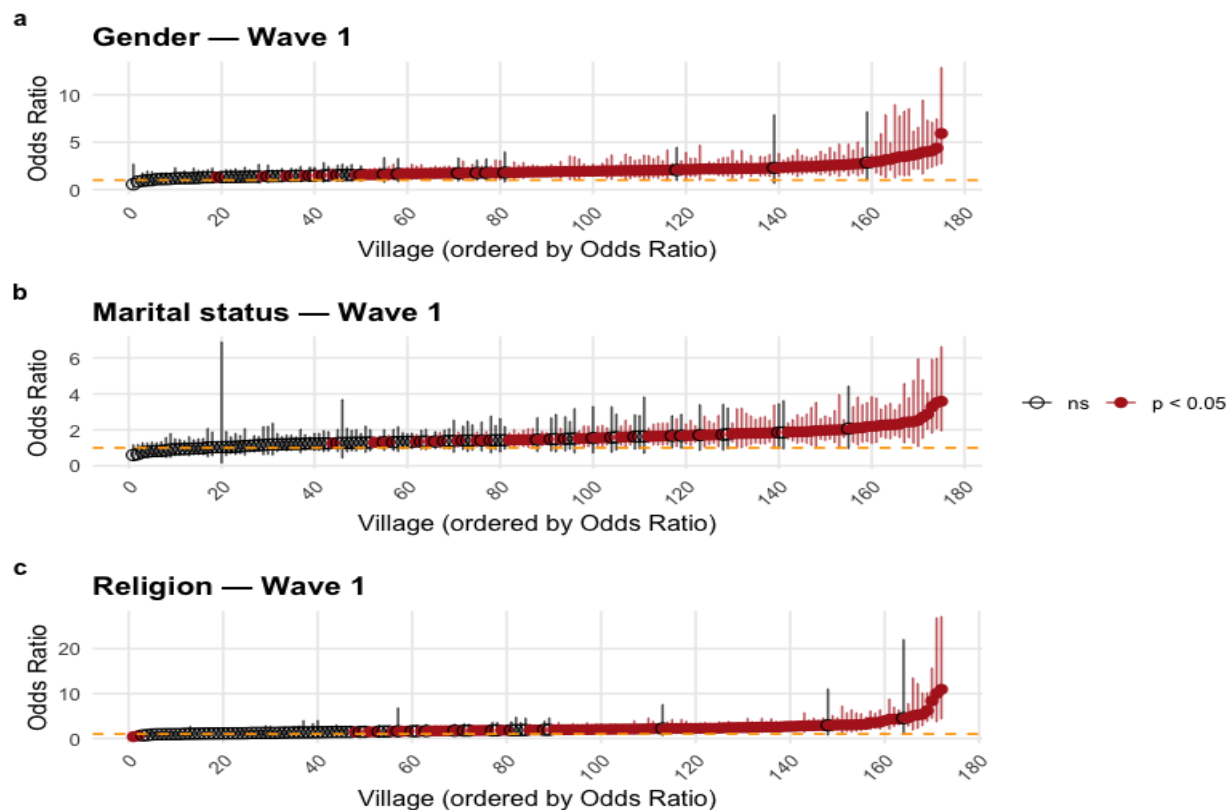 a
Gender — Wave 1
Odds Ratio
10
5
0
0 20 40 60 80 100 120 140 160 180
Village (ordered by Odds Ratio)
b
Marital status — Wave 1
Odds Ratio
6
4
2
0
0 20 40 60 80 100 120 140 160 180
Village (ordered by Odds Ratio)
ns p < 0.05
c
Religion — Wave 1
Odds Ratio
20
10
0
0 20 40 60 80 100 120 140 160 180
Village (ordered by Odds Ratio)